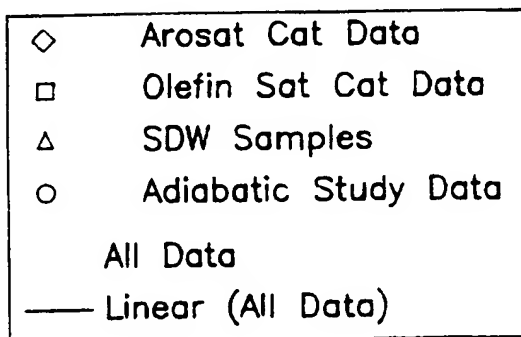 Arosat Cat Data
Olefin Sat Cat Data
SDW Samples
Adiabatic Study Data
All Data
Linear (All Data)